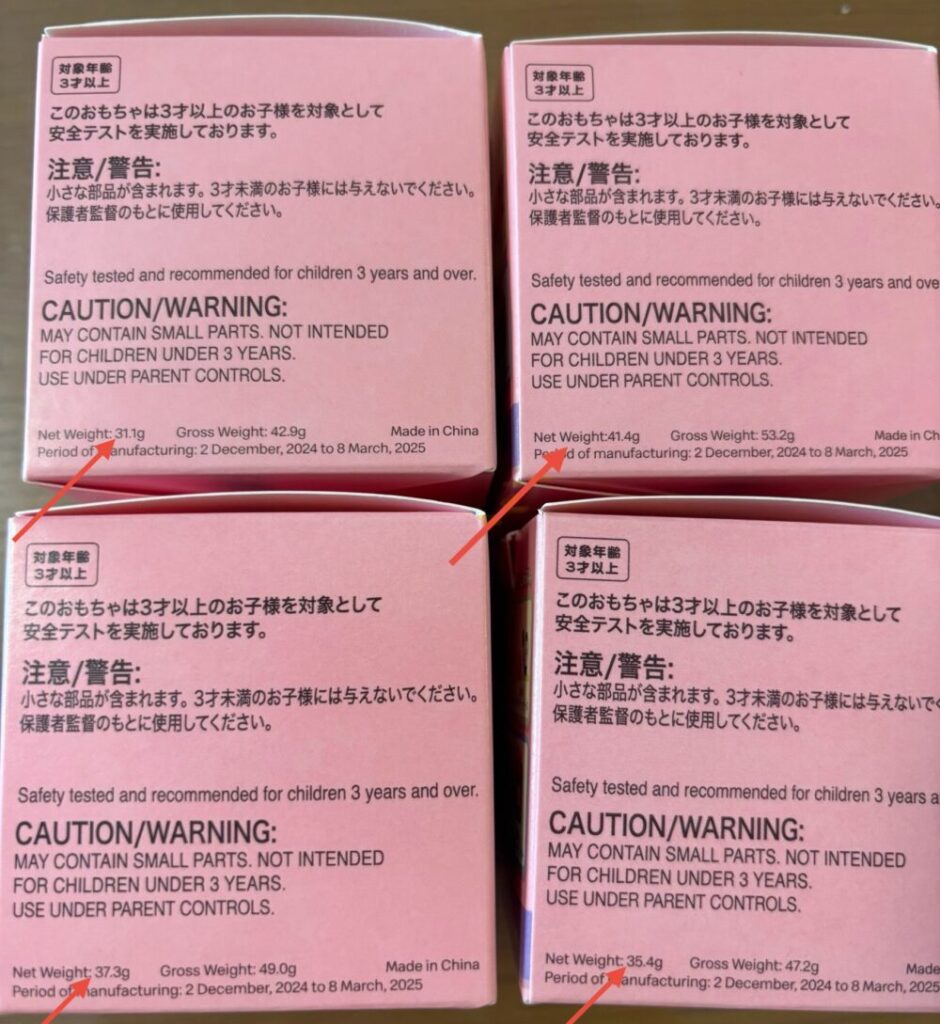 対象年齢
3才以上
このおもちゃは3才以上のお子様を対象として
安全テストを実施しております。
注意/警告:
小さな部品が含まれます。3才未満のお子様には与えないでください。
保護者監督のもとに使用してください。
Safety tested and recommended for children 3 years and over.
CAUTION/WARNING:
MAY CONTAIN SMALL PARTS. NOT INTENDED
FOR CHILDREN UNDER 3 YEARS.
USE UNDER PARENT CONTROLS.
Net Weight: 31.1g Gross Weight: 42.9g Made in China
Period of manufacturing: 2 December, 2024 to 8 March, 2025
対象年齢
3才以上
このおもちゃは3才以上のお子様を対象として
安全テストを実施しております。
注意/警告:
小さな部品が含まれます。3才未満のお子様には与えないでください。
保護者監督のもとに使用してください。
Safety tested and recommended for children 3 years and ove
CAUTION/WARNING:
MAY CONTAIN SMALL PARTS. NOT INTENDED
FOR CHILDREN UNDER 3 YEARS.
USE UNDER PARENT CONTROLS.
Net Weight:41.4g Gross Weight: 53.2g Made in Ch
Period of manufacturing: 2 December, 2024 to 8 March, 2025
対象年齢
3才以上
このおもちゃは3才以上のお子様を対象として
安全テストを実施しております。
注意/警告:
小さな部品が含まれます。3才未満のお子様には与えないでください。
保護者監督のもとに使用してください。
Safety tested and recommended for children 3 years and over.
CAUTION/WARNING:
MAY CONTAIN SMALL PARTS. NOT INTENDED
FOR CHILDREN UNDER 3 YEARS.
USE UNDER PARENT CONTROLS.
Net Weight: 37.3g Gross Weight: 49.0g Made in China
Period of manufacturing: 2 December, 2024 to 8 March, 2025
対象年齢
3才以上
このおもちゃは3才以上のお子様を対象として
安全テストを実施しております。
注意/警告:
小さな部品が含まれます。3才未満のお子様には与えないで
保護者監督のもとに使用してください。
Safety tested and recommended for children 3 years a
CAUTION/WARNING:
MAY CONTAIN SMALL PARTS. NOT INTENDED
FOR CHILDREN UNDER 3 YEARS.
USE UNDER PARENT CONTROLS.
Net Weight: 35.4g Gross Weight: 47.2g Made
Period of manufacturing: 2 December, 2024 to 8 March, 2025